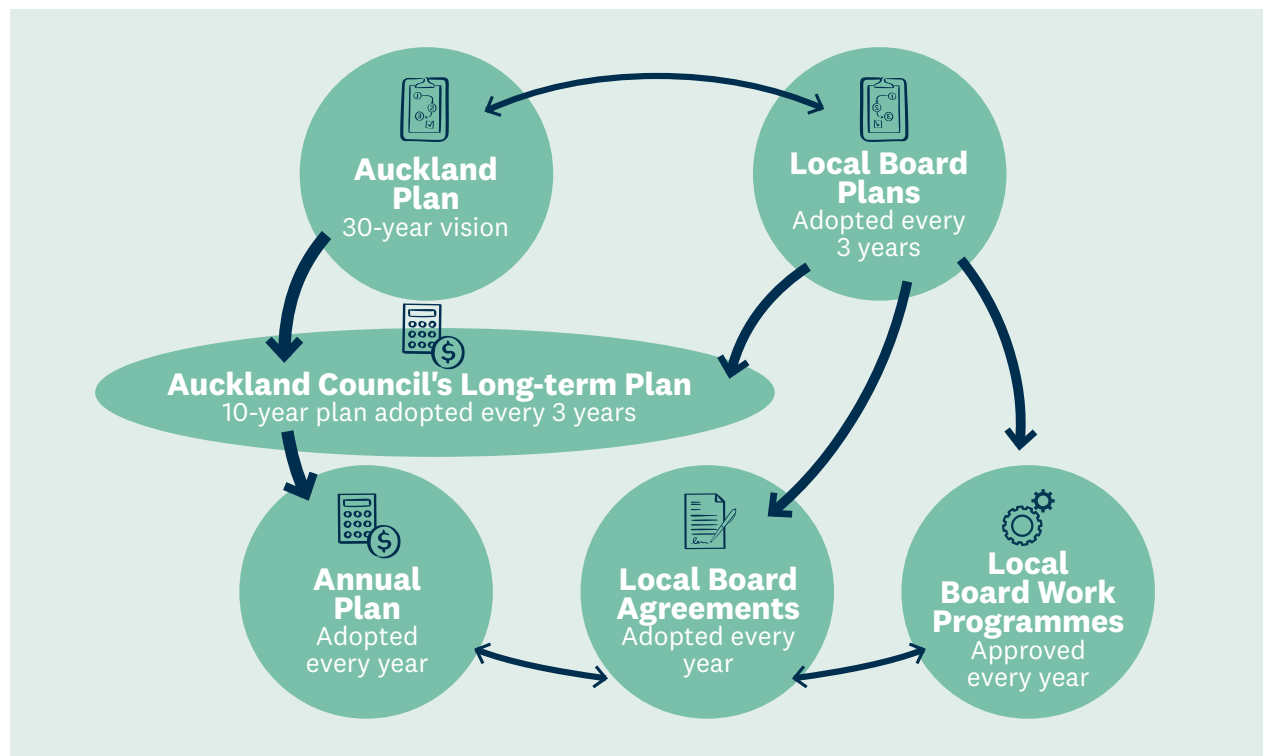 Auckland
Plan
30-year vision
Local Board
Plans
Adopted every
3 years
Auckland Council's Long-term Plan
10-year plan adopted every 3 years
Annual
Plan
Adopted
every year
Local Board
Agreements
Adopted every
year
Local
Board Work
Programmes
Approved
every year